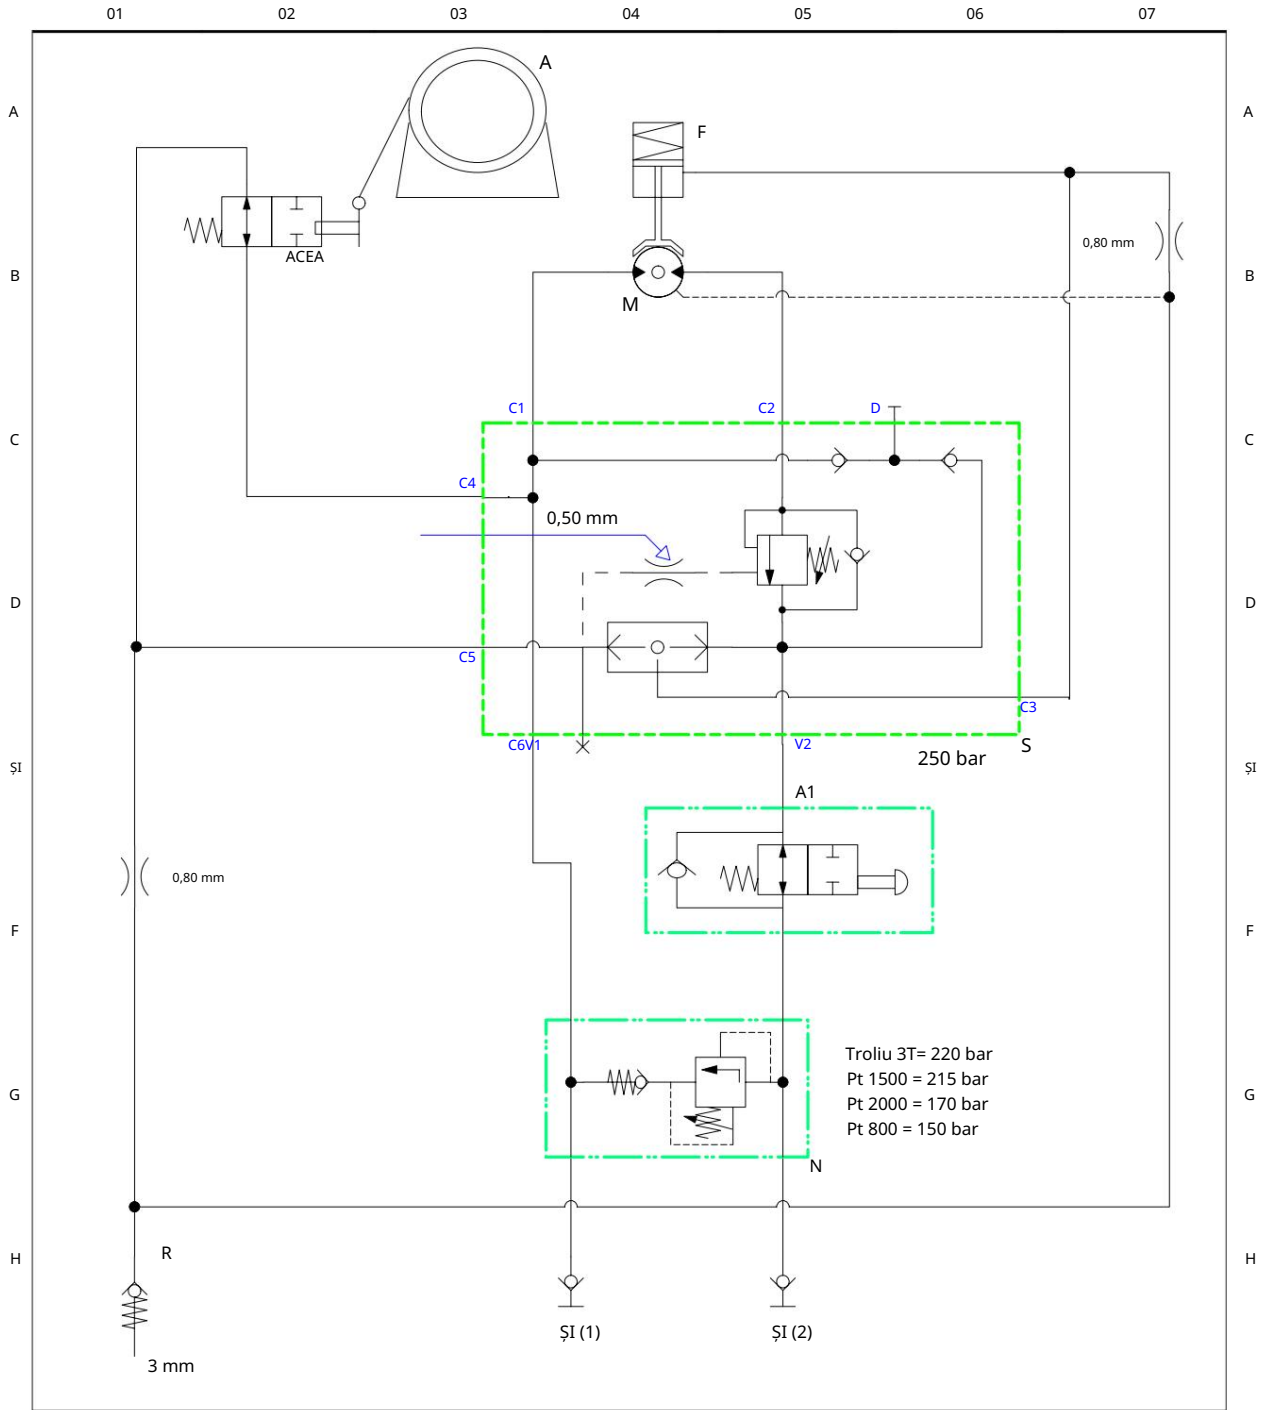 01 02 03 04 05 06 07
A
A
F
A
A
0,80 mm
ACEA
B
B
M
C1
C2
D
C
C
C4
0,50 mm
D
D
C5
C3
C6V1
V2
S
250 bar
ȘI
ȘI
A1
0,80 mm
F
F
Troliu 3T= 220 bar
Pt 1500 = 215 bar
Pt 2000 = 170 bar
Pt 800 = 150 bar
G
G
N
R
H
H
ȘI (1)
ȘI (2)
3 mm